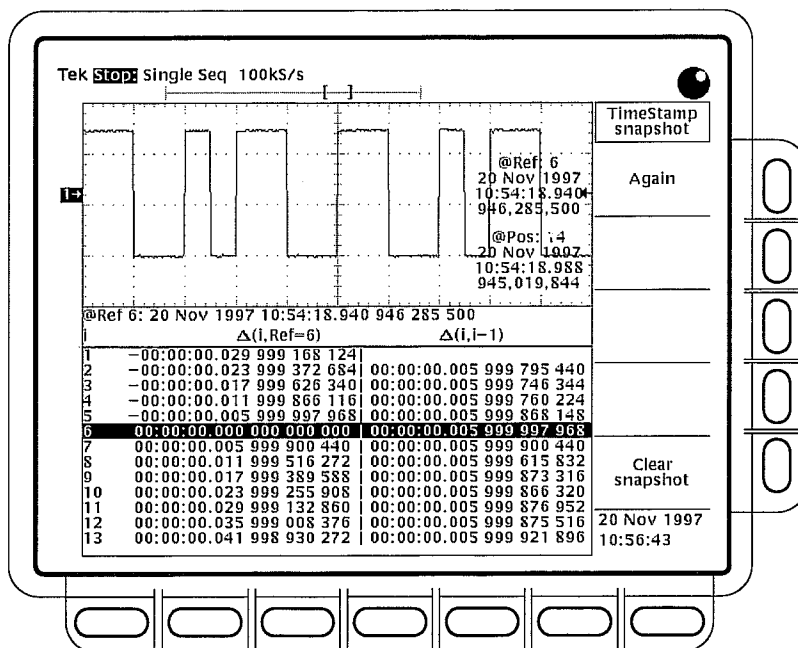 Tek Stop: Single Seq 100kS/s
[ ]
TimeStamp
snapshot
Again
Clear
snapshot
20 Nov 1997
10:56:43
1→
@Ref: 6
20 Nov 1997
10:54:18.940
946,285,500
@Pos: 14
20 Nov 1997
10:54:18.988
945,019,844
@Ref 6: 20 Nov 1997 10:54:18.940 946 285 500
i Δ(i,Ref=6) Δ(i,i−1)
1 −00:00:00.029 999 168 124|
2 −00:00:00.023 999 372 684| 00:00:00.005 999 795 440
3 −00:00:00.017 999 626 340| 00:00:00.005 999 746 344
4 −00:00:00.011 999 866 116| 00:00:00.005 999 760 224
5 −00:00:00.005 999 997 968| 00:00:00.005 999 868 148
6 00:00:00.000 000 000 000 | 00:00:00.005 999 997 968
7 00:00:00.005 999 900 440 | 00:00:00.005 999 900 440
8 00:00:00.011 999 516 272 | 00:00:00.005 999 615 832
9 00:00:00.017 999 389 588 | 00:00:00.005 999 873 316
10 00:00:00.023 999 255 908 | 00:00:00.005 999 866 320
11 00:00:00.029 999 132 860 | 00:00:00.005 999 876 952
12 00:00:00.035 999 008 376 | 00:00:00.005 999 875 516
13 00:00:00.041 998 930 272 | 00:00:00.005 999 921 896